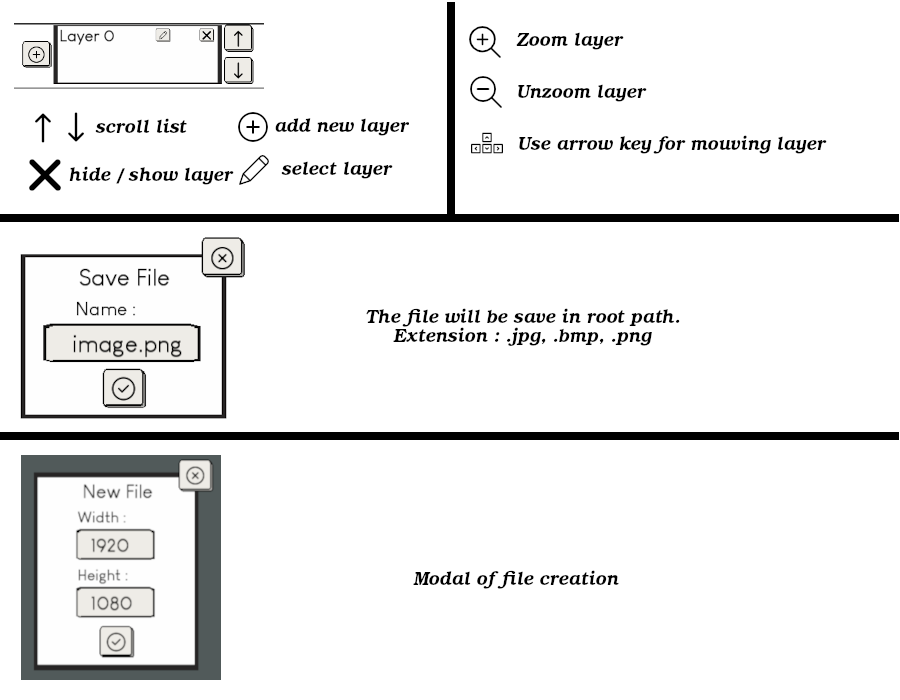 Layer 0
scroll list
add new layer
hide / show layer
select layer
Zoom layer
Unzoom layer
Use arrow key for mouving layer
Save File
Name :
image.png
The file will be save in root path.
Extension : .jpg, .bmp, .png
New File
Width :
1920
Height :
1080
Modal of file creation